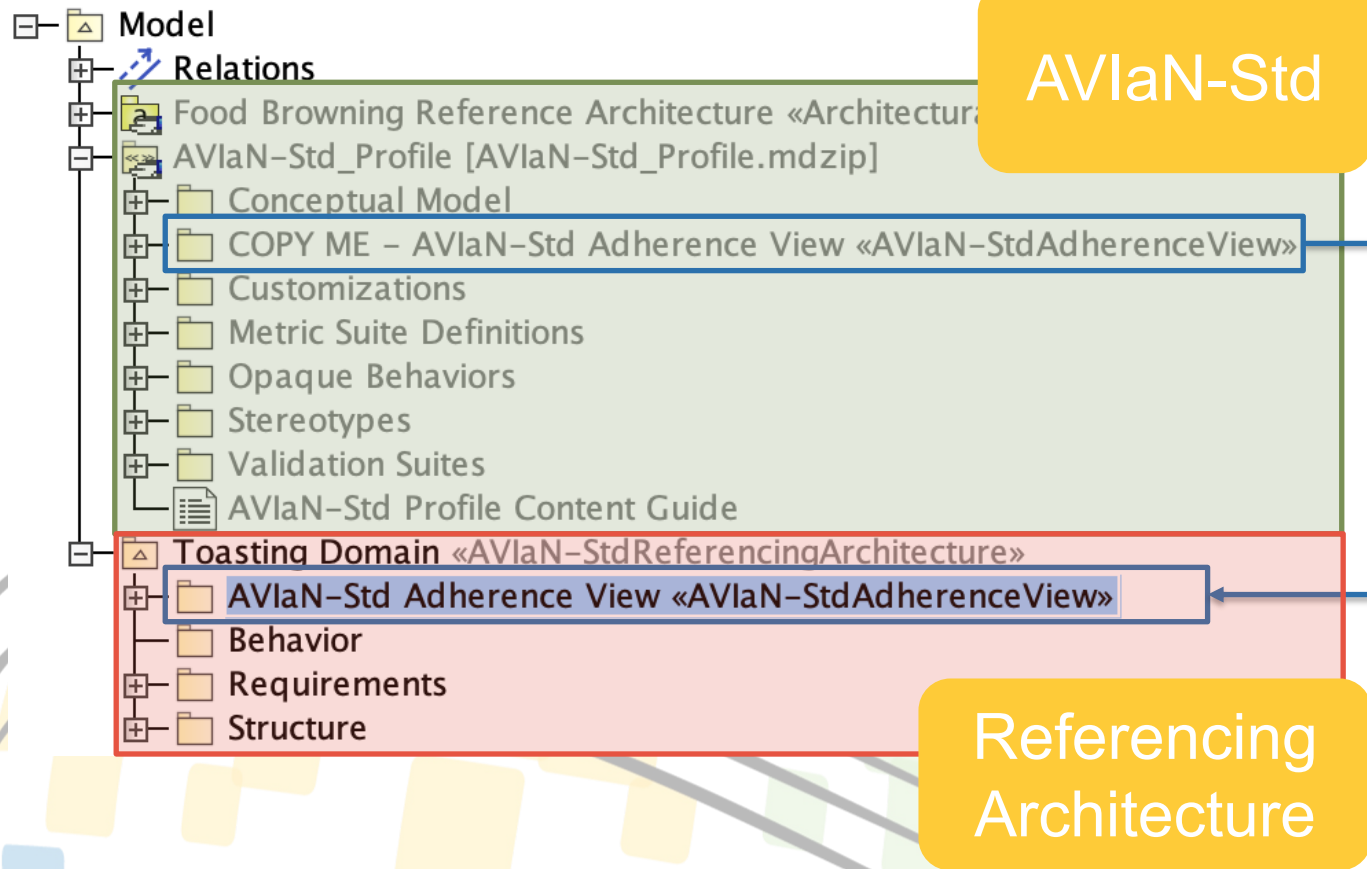 Model
Relations
AVIaN-Std
Food Browning Reference Architecture «Architectura
AVIaN-Std_Profile [AVIaN-Std_Profile.mdzip]
Conceptual Model
COPY ME - AVIaN-Std Adherence View «AVIaN-StdAdherenceView»
Customizations
Metric Suite Definitions
Opaque Behaviors
Stereotypes
Validation Suites
AVIaN-Std Profile Content Guide
Toasting Domain «AVIaN-StdReferencingArchitecture»
AVIaN-Std Adherence View «AVIaN-StdAdherenceView»
Behavior
Requirements
Structure
Referencing
Architecture